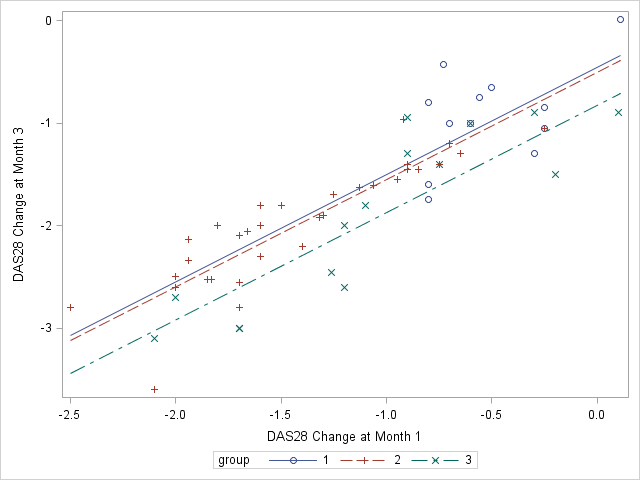 0
-1
-2
-3
DAS28 Change at Month 3
-2.5 -2.0 -1.5 -1.0 -0.5 0.0
DAS28 Change at Month 1
group 1 2 3